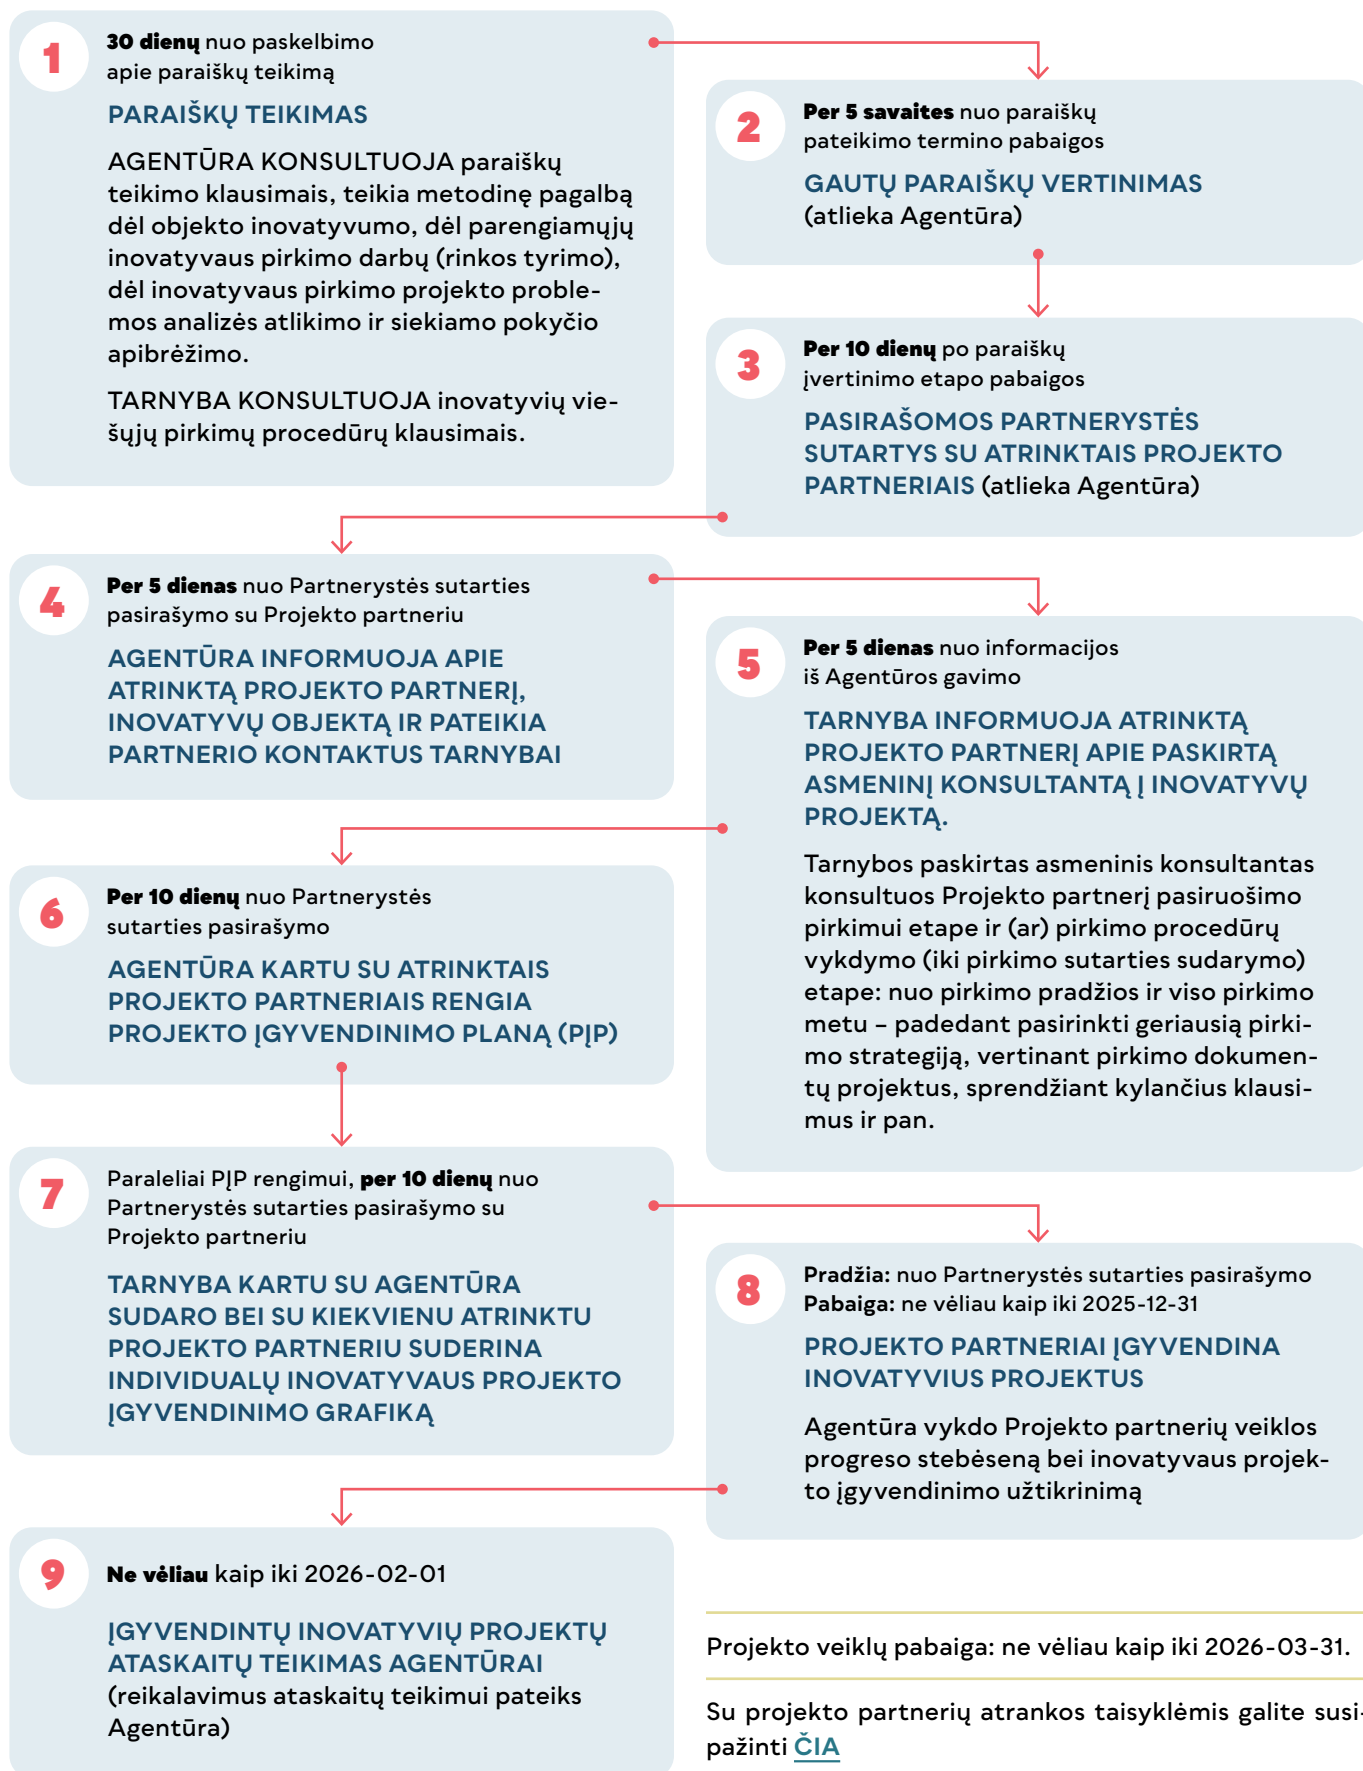 1
30 dienų nuo paskelbimo
apie paraiškų teikimą
PARAIŠKŲ TEIKIMAS
AGENTŪRA KONSULTUOJA paraiškų
teikimo klausimais, teikia metodinę pagalbą
dėl objekto inovatyvumo, dėl parengiamųjų
inovatyvaus pirkimo darbų (rinkos tyrimo),
dėl inovatyvaus pirkimo projekto proble-
mos analizės atlikimo ir siekiamo pokyčio
apibrėžimo.
TARNYBA KONSULTUOJA inovatyvių vie-
šųjų pirkimų procedūrų klausimais.
2
Per 5 savaites nuo paraiškų
pateikimo termino pabaigos
GAUTŲ PARAIŠKŲ VERTINIMAS
(atlieka Agentūra)
3
Per 10 dienų po paraiškų
įvertinimo etapo pabaigos
PASIRAŠOMOS PARTNERYSTĖS
SUTARTYS SU ATRINKTAIS PROJEKTO
PARTNERIAIS (atlieka Agentūra)
4
Per 5 dienas nuo Partnerystės sutarties
pasirašymo su Projekto partneriu
AGENTŪRA INFORMUOJA APIE
ATRINKTĄ PROJEKTO PARTNERĮ,
INOVATYVŲ OBJEKTĄ IR PATEIKIA
PARTNERIO KONTAKTUS TARNYBAI
5
Per 5 dienas nuo informacijos
iš Agentūros gavimo
TARNYBA INFORMUOJA ATRINKTĄ
PROJEKTO PARTNERĮ APIE PASKIRTĄ
ASMENINĮ KONSULTANTĄ Į INOVATYVŲ
PROJEKTĄ.
Tarnybos paskirtas asmeninis konsultantas
konsultuos Projekto partnerį pasiruošimo
pirkimui etape ir (ar) pirkimo procedūrų
vykdymo (iki pirkimo sutarties sudarymo)
etape: nuo pirkimo pradžios ir viso pirkimo
metu – padedant pasirinkti geriausią pirki-
mo strategiją, vertinant pirkimo dokumen-
tų projektus, sprendžiant kylančius klausi-
mus ir pan.
6
Per 10 dienų nuo Partnerystės
sutarties pasirašymo
AGENTŪRA KARTU SU ATRINKTAIS
PROJEKTO PARTNERIAIS RENGIA
PROJEKTO ĮGYVENDINIMO PLANĄ (PĮP)
7
Paraleliai PĮP rengimui, per 10 dienų nuo
Partnerystės sutarties pasirašymo su
Projekto partneriu
TARNYBA KARTU SU AGENTŪRA
SUDARO BEI SU KIEKVIENU ATRINKTU
PROJEKTO PARTNERIU SUDERINA
INDIVIDUALŲ INOVATYVAUS PROJEKTO
ĮGYVENDINIMO GRAFIKĄ
8
Pradžia: nuo Partnerystės sutarties pasirašymo
Pabaiga: ne vėliau kaip iki 2025-12-31
PROJEKTO PARTNERIAI ĮGYVENDINA
INOVATYVIUS PROJEKTUS
Agentūra vykdo Projekto partnerių veiklos
progreso stebėseną bei inovatyvaus projek-
to įgyvendinimo užtikrinimą
9
Ne vėliau kaip iki 2026-02-01
ĮGYVENDINTŲ INOVATYVIŲ PROJEKTŲ
ATASKAITŲ TEIKIMAS AGENTŪRAI
(reikalavimus ataskaitų teikimui pateiks
Agentūra)
Projekto veiklų pabaiga: ne vėliau kaip iki 2026-03-31.
Su projekto partnerių atrankos taisyklėmis galite susi-
pažinti ČIA